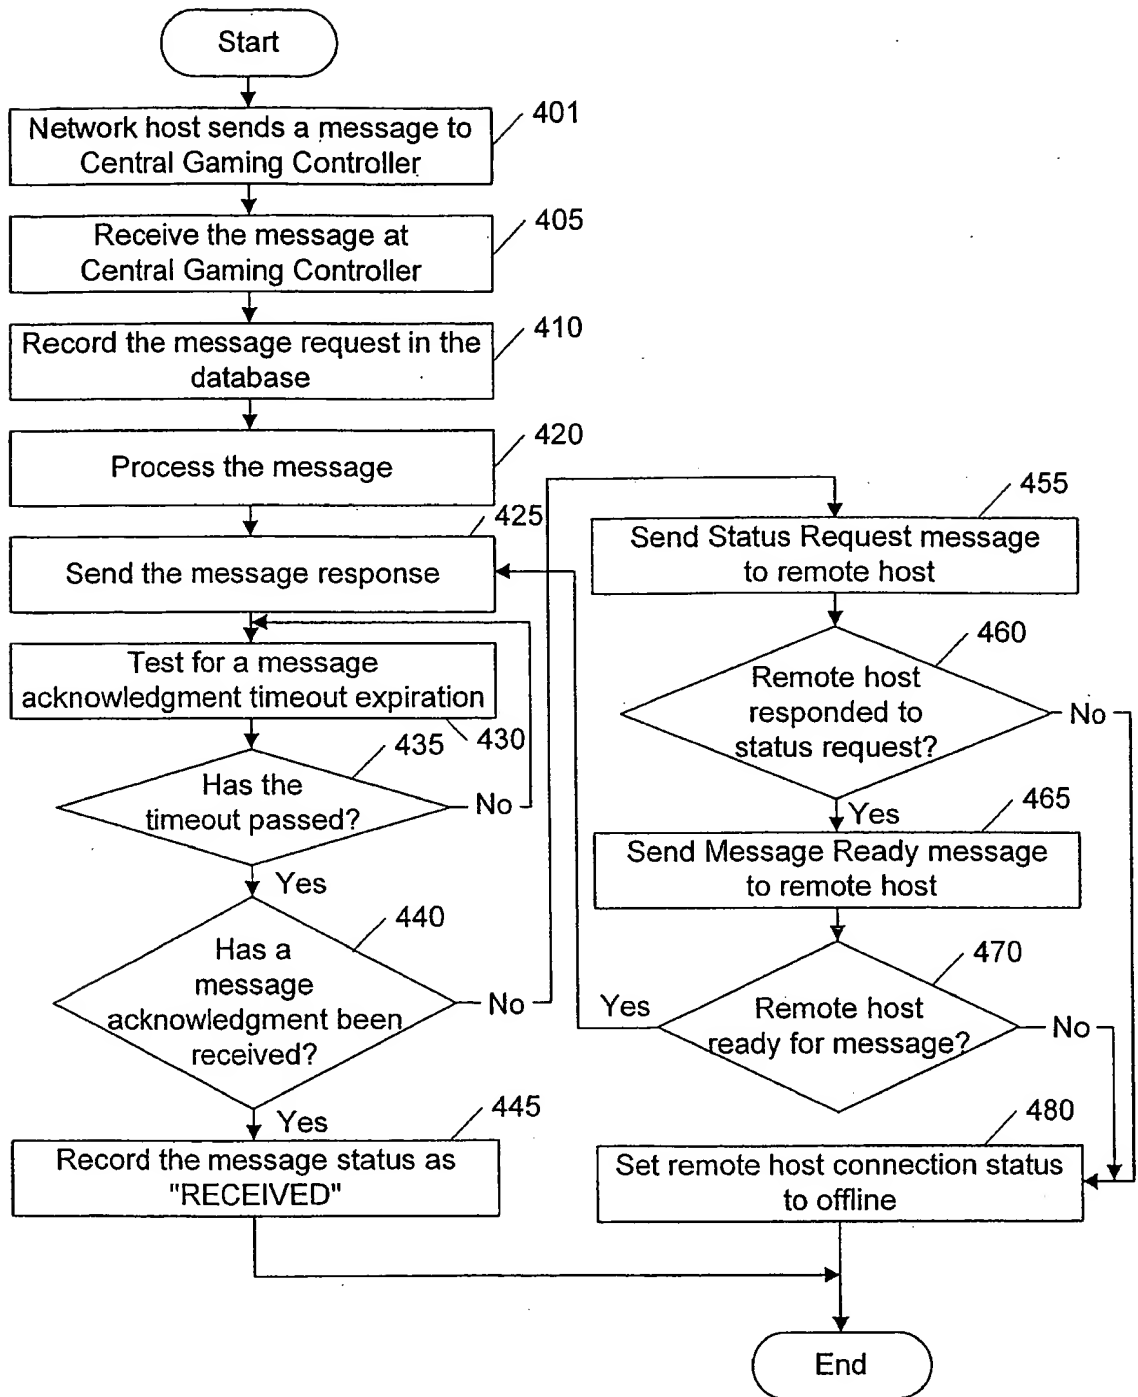 Start
401
Network host sends a message to
Central Gaming Controller
405
Receive the message at
Central Gaming Controller
410
Record the message request in the
database
420
Process the message
425
Send the message response
Test for a message
acknowledgment timeout expiration
430
435
Has the
timeout passed?
No
Yes
440
Has a
message
acknowledgment been
received?
No
Yes
445
Record the message status as
"RECEIVED"
455
Send Status Request message
to remote host
460
Remote host
responded to
status request?
No
Yes
465
Send Message Ready message
to remote host
470
Remote host
ready for message?
Yes
No
480
Set remote host connection status
to offline
End